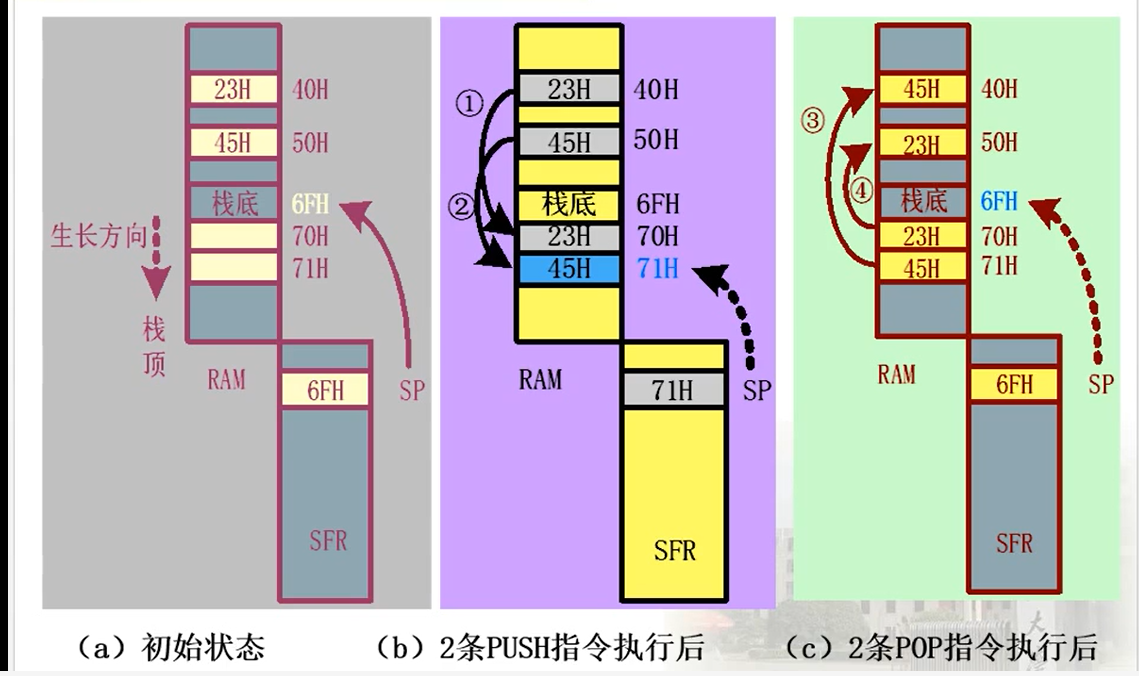 23H 40H
45H 50H
栈底 6FH
生长方向
70H
71H
栈
顶
RAM
6FH
SP
SFR
(a)初始状态
①
②
23H 40H
45H 50H
栈底 6FH
23H 70H
45H 71H
RAM
71H
SP
SFR
(b)2条PUSH指令执行后
③
④
45H 40H
23H 50H
栈底 6FH
23H 70H
45H 71H
RAM
6FH
SP
SFR
(c)2条POP指令执行后